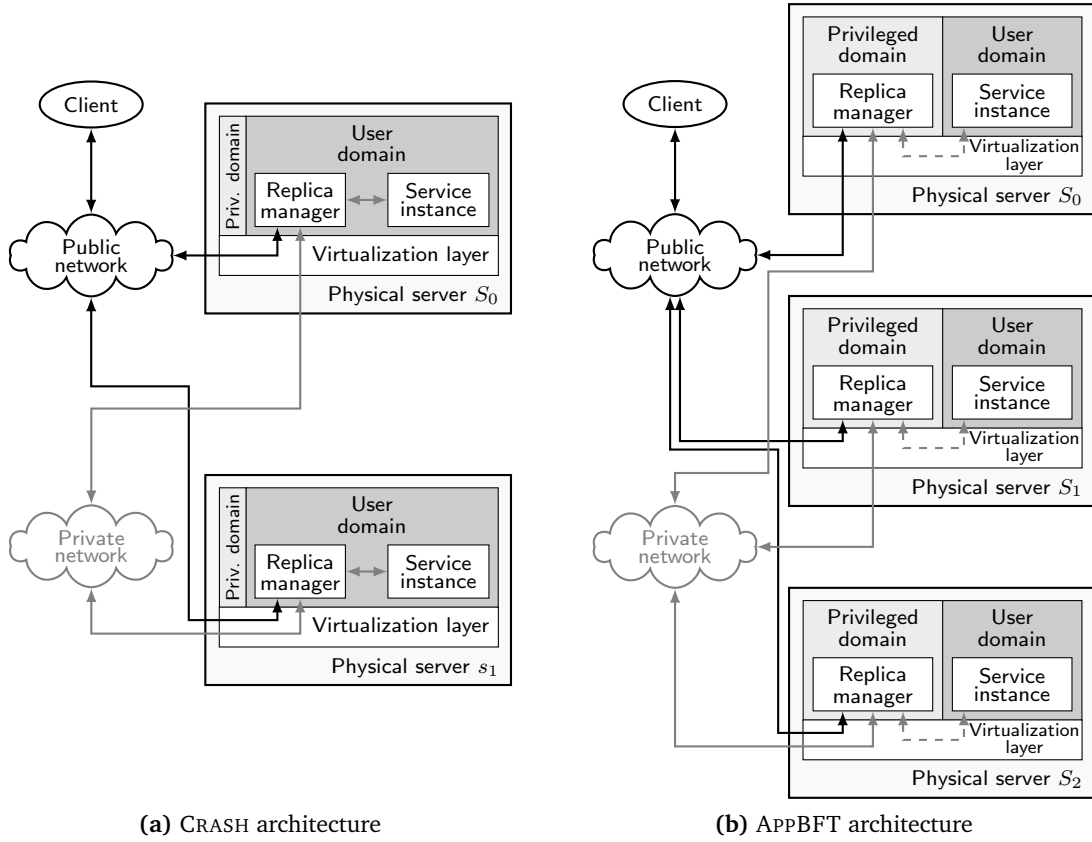 Client
Public
network
Private
network
Priv. domain
User
domain
Replica
manager
Service
instance
Virtualization layer
Physical server S0
Priv. domain
User
domain
Replica
manager
Service
instance
Virtualization layer
Physical server s1
(a) CRASH architecture
Client
Public
network
Private
network
Privileged
domain
User
domain
Replica
manager
Service
instance
Virtualization
layer
Physical server S0
Privileged
domain
User
domain
Replica
manager
Service
instance
Virtualization
layer
Physical server S1
Privileged
domain
User
domain
Replica
manager
Service
instance
Virtualization
layer
Physical server S2
(b) APPBFT architecture